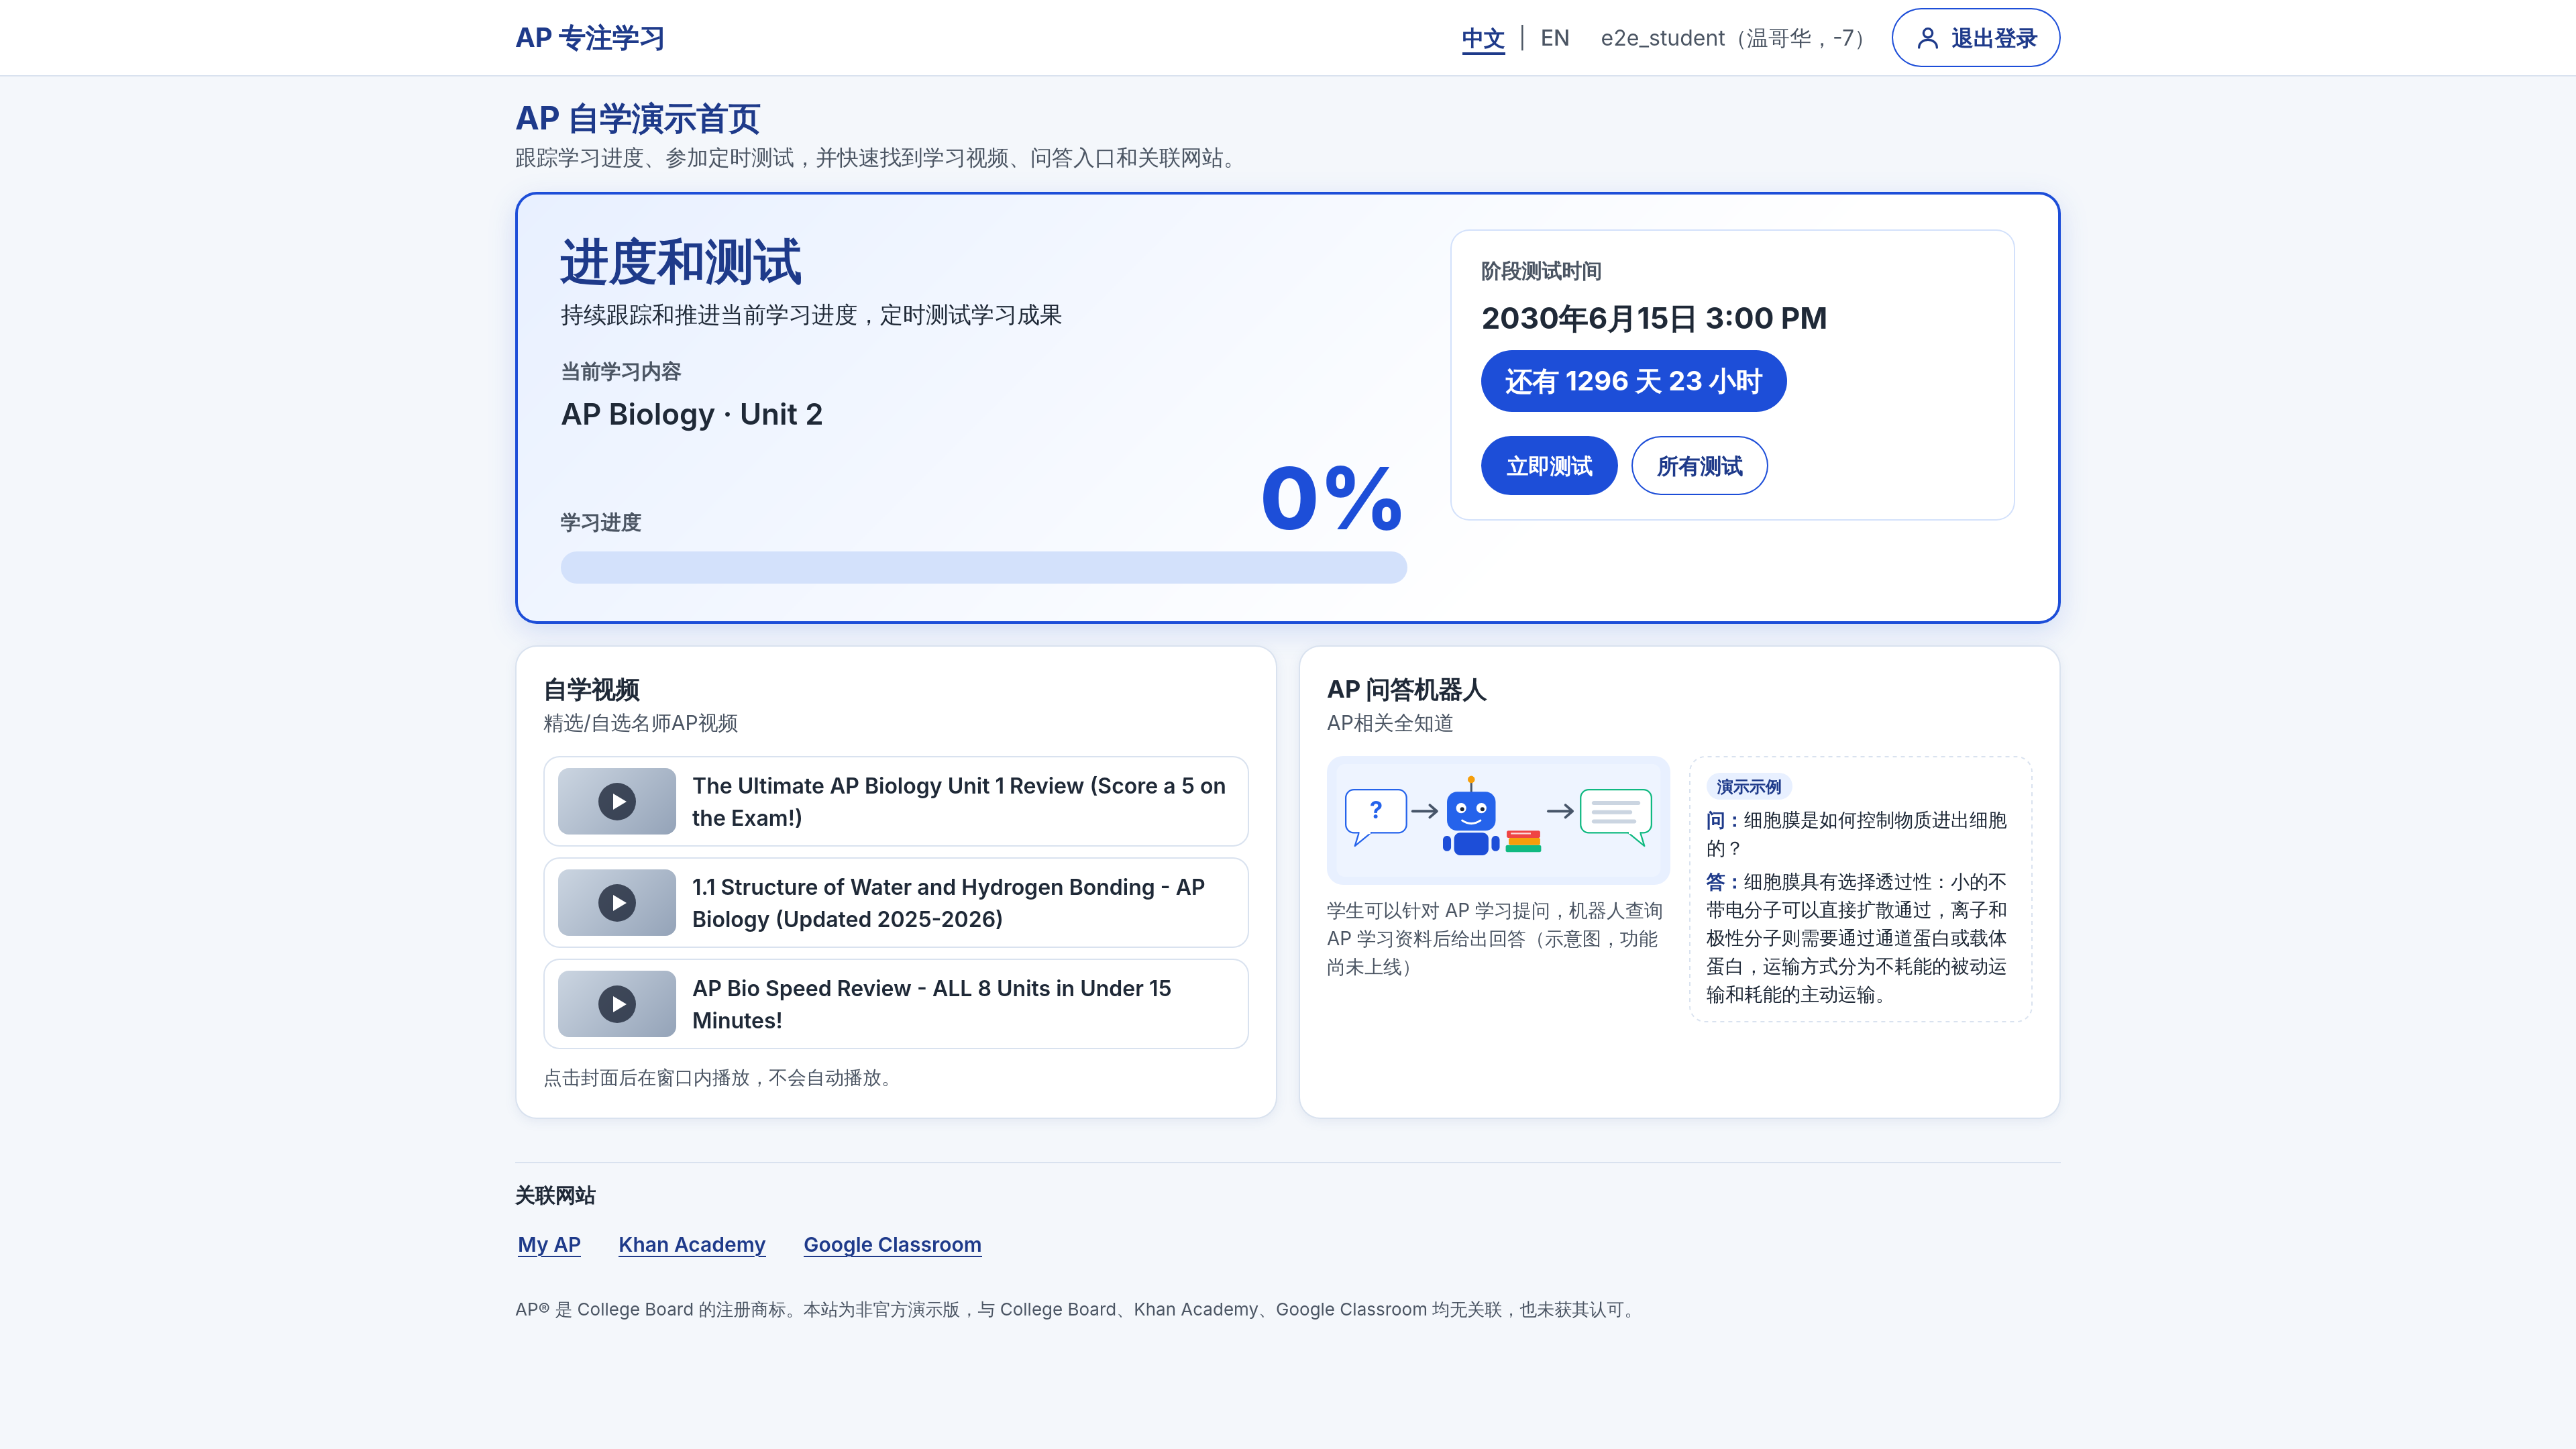 AP 专注学习
中文 | EN e2e_student（温哥华，-7） 退出登录
AP 自学演示首页
跟踪学习进度、参加定时测试，并快速找到学习视频、问答入口和关联网站。
进度和测试
持续跟踪和推进当前学习进度，定时测试学习成果
当前学习内容
AP Biology · Unit 2
学习进度
0%
阶段测试时间
2030年6月15日 3:00 PM
还有 1296 天 23 小时
立即测试 所有测试
自学视频
精选/自选名师AP视频
The Ultimate AP Biology Unit 1 Review (Score a 5 on
the Exam!)
1.1 Structure of Water and Hydrogen Bonding - AP
Biology (Updated 2025-2026)
AP Bio Speed Review - ALL 8 Units in Under 15
Minutes!
点击封面后在窗口内播放，不会自动播放。
AP 问答机器人
AP相关全知道
?
学生可以针对 AP 学习提问，机器人查询
AP 学习资料后给出回答（示意图，功能
尚未上线）
演示示例
问：细胞膜是如何控制物质进出细胞
的？
答：细胞膜具有选择透过性：小的不
带电分子可以直接扩散通过，离子和
极性分子则需要通过通道蛋白或载体
蛋白，运输方式分为不耗能的被动运
输和耗能的主动运输。
关联网站
My AP Khan Academy Google Classroom
AP® 是 College Board 的注册商标。本站为非官方演示版，与 College Board、Khan Academy、Google Classroom 均无关联，也未获其认可。